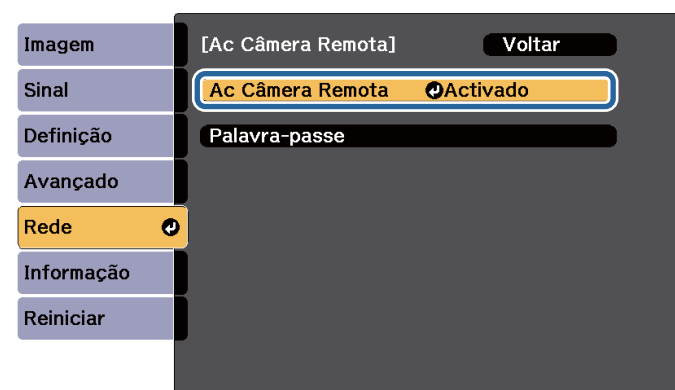 Imagem
Sinal
Definição
Avançado
Rede
Informação
Reiniciar
[Ac Câmera Remota] Voltar
Ac Câmera Remota Activado
Palavra-passe